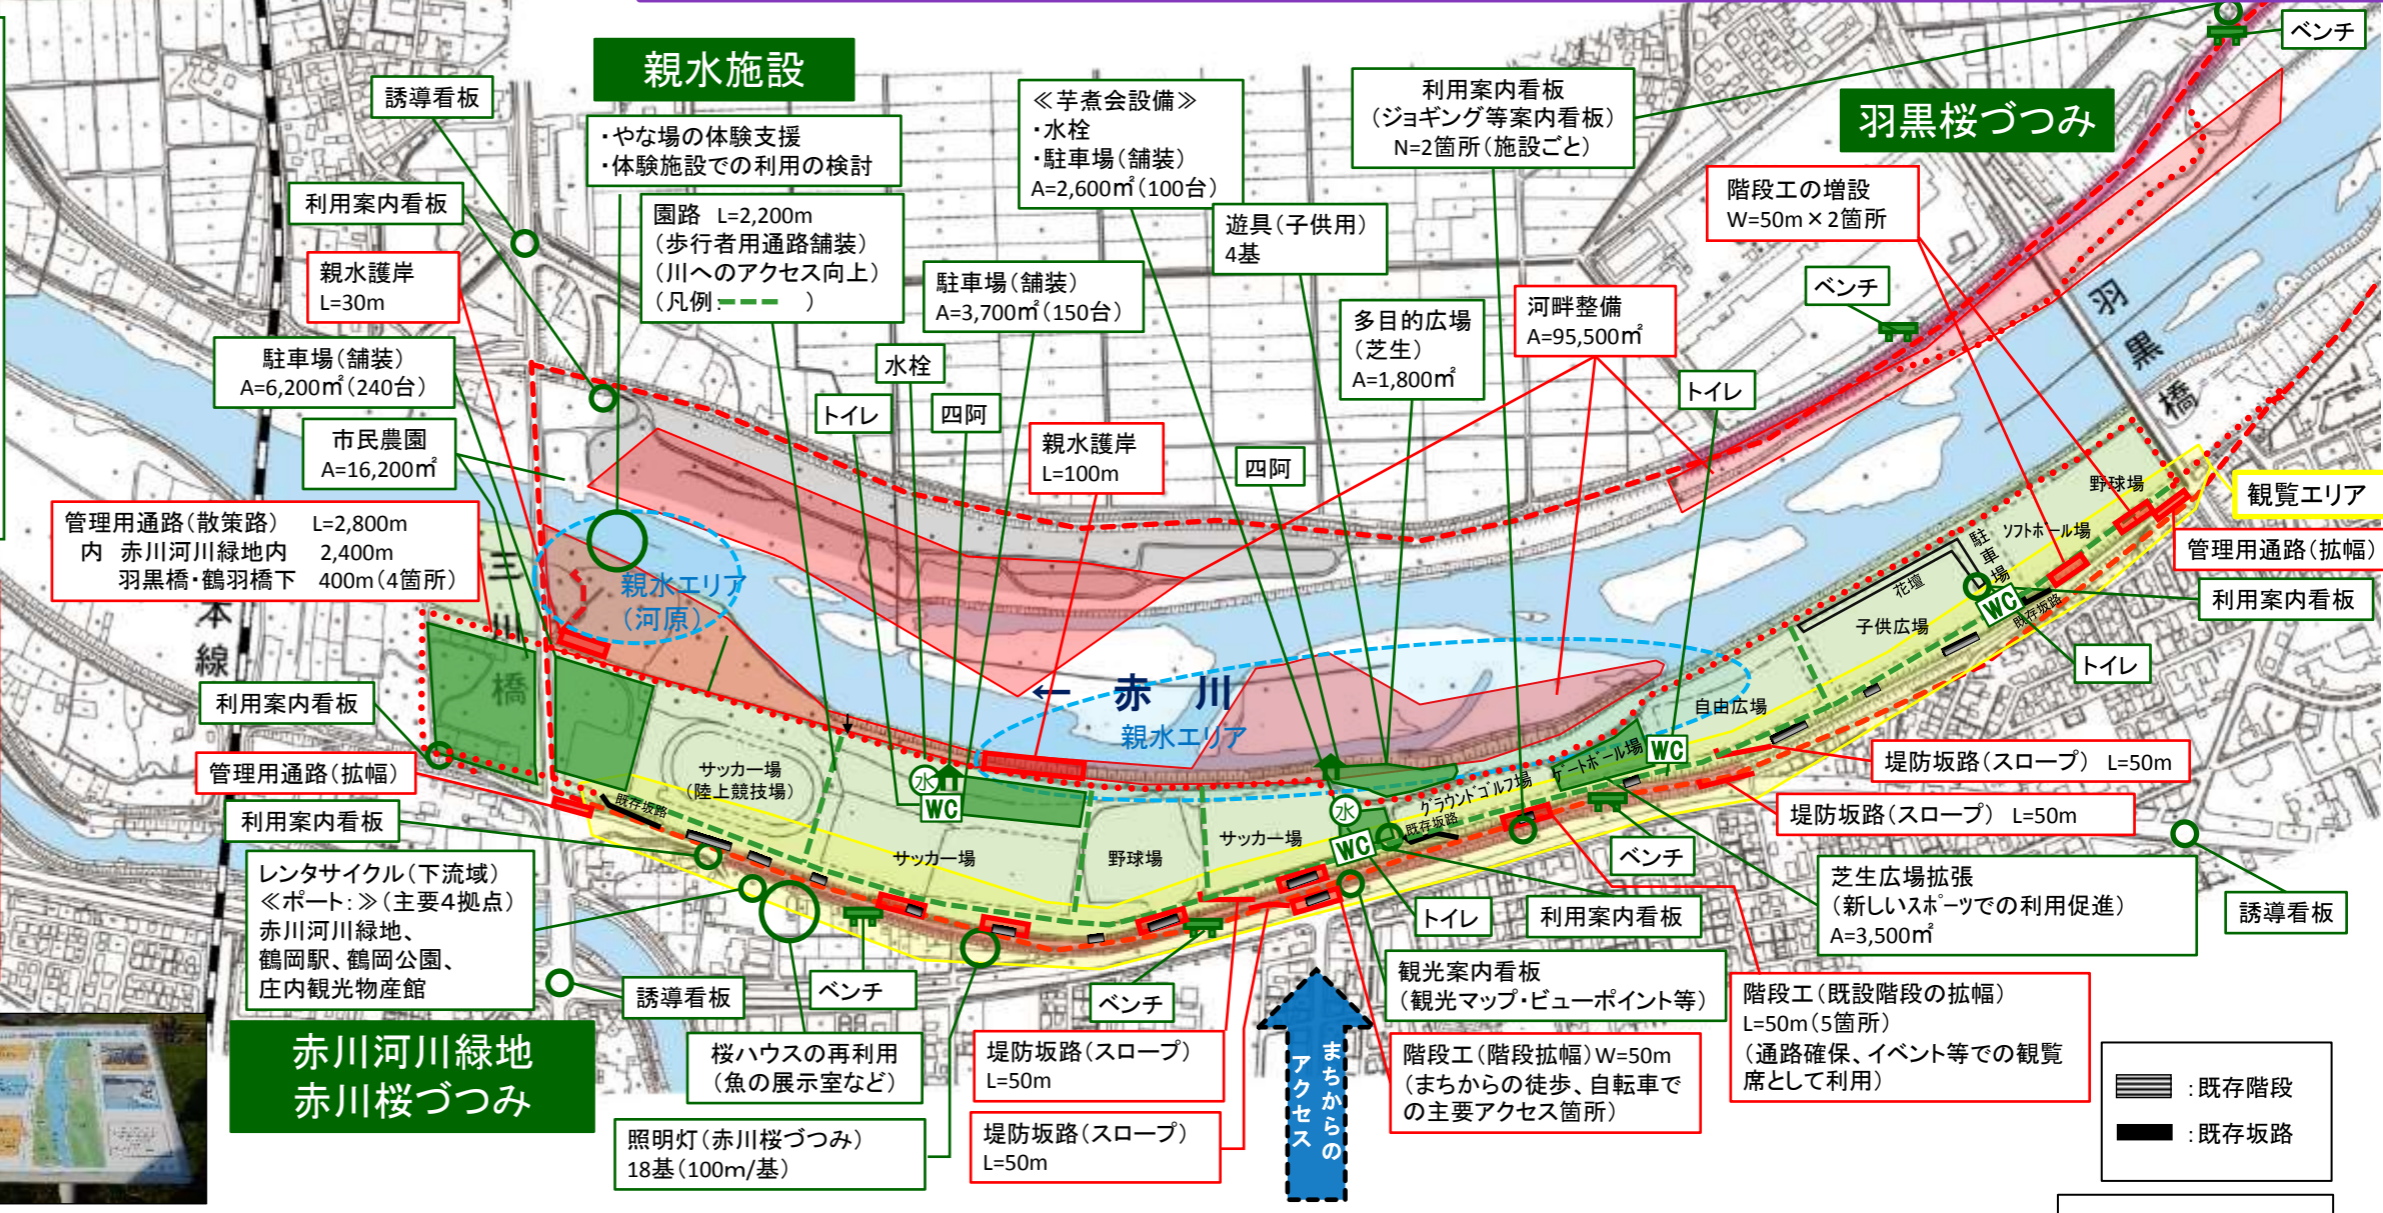 親水施設
羽黒桜づつみ
ベンチ
誘導看板
・やな場の体験支援
・体験施設での利用の検討
≪芋煮会設備≫
・水栓
・駐車場(舗装)
A=2,600㎡(100台)
利用案内看板
(ジョギング等案内看板)
N=2箇所(施設ごと)
利用案内看板
園路 L=2,200m
(歩行者用通路舗装)
(川へのアクセス向上)
(凡例: )
遊具(子供用)
4基
階段工の増設
W=50m×2箇所
親水護岸
L=30m
駐車場(舗装)
A=3,700㎡(150台)
多目的広場
(芝生)
A=1,800㎡
河畔整備
A=95,500㎡
ベンチ
羽黒橋
駐車場(舗装)
A=6,200㎡(240台)
水栓
トイレ
四阿
トイレ
市民農園
A=16,200㎡
親水護岸
L=100m
四阿
野球場
観覧エリア
管理用通路(散策路) L=2,800m
内 赤川河川緑地内 2,400m
羽黒橋・鶴羽橋下 400m(4箇所)
ソフトボール場
駐車場
管理用通路(拡幅)
親水エリア
(河原)
三川橋
本線
花壇
WC
既存坂路
利用案内看板
子供広場
トイレ
← 赤 川
親水エリア
自由広場
利用案内看板
管理用通路(拡幅)
サッカー場
(陸上競技場)
水
WC
ゲートボール場
WC
グラウンドゴルフ場
堤防坂路(スロープ) L=50m
堤防坂路(スロープ) L=50m
既存坂路
利用案内看板
サッカー場
野球場
サッカー場
水
WC
既存坂路
ベンチ
レンタサイクル(下流域)
≪ポート:≫(主要4拠点)
赤川河川緑地、
鶴岡駅、鶴岡公園、
庄内観光物産館
トイレ
利用案内看板
芝生広場拡張
(新しいスポーツでの利用促進)
A=3,500㎡
誘導看板
誘導看板
ベンチ
ベンチ
観光案内看板
(観光マップ・ビューポイント等)
階段工(既設階段の拡幅)
L=50m(5箇所)
(通路確保、イベント等での観覧
席として利用)
赤川河川緑地
赤川桜づつみ
桜ハウスの再利用
(魚の展示室など)
堤防坂路(スロープ)
L=50m
まちからの
アクセス
階段工(階段拡幅)W=50m
(まちからの徒歩、自転車で
の主要アクセス箇所)
照明灯(赤川桜づつみ)
18基(100m/基)
堤防坂路(スロープ)
L=50m
:既存階段
:既存坂路